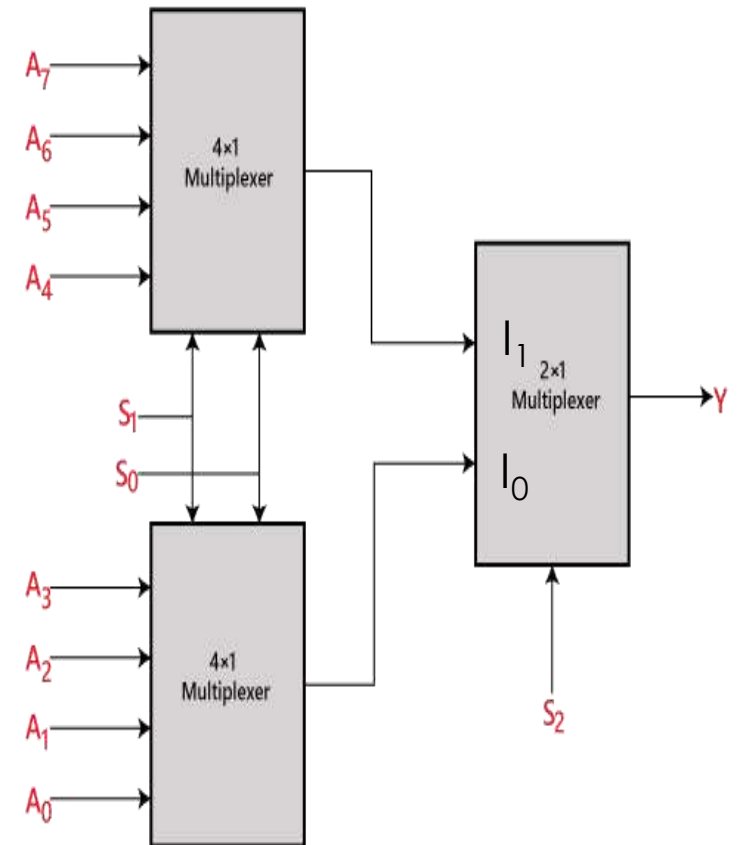 A₇
A₆
A₅
A₄
4×1
Multiplexer
S₁
S₀
A₃
A₂
A₁
A₀
4×1
Multiplexer
I₁
2×1
Multiplexer
I₀
Y
S₂